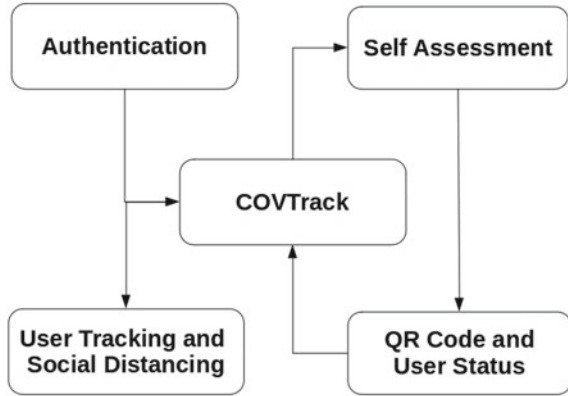 Authentication
Self Assessment
COVTrack
User Tracking and
Social Distancing
QR Code and
User Status